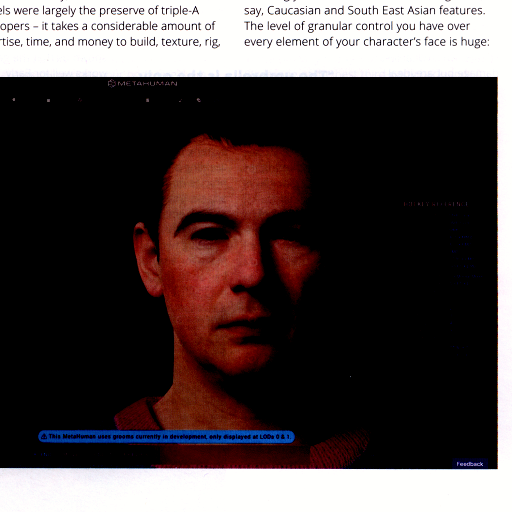 els were largely the preserve of triple-A
opers – it takes a considerable amount of
tise, time, and money to build, texture, rig,
say, Caucasian and South East Asian features.
The level of granular control you have over
every element of your character's face is huge:
METAHUMAN
This MetaHuman uses grooms currently in development, only displayed at LODs 0 & 1.
Feedback